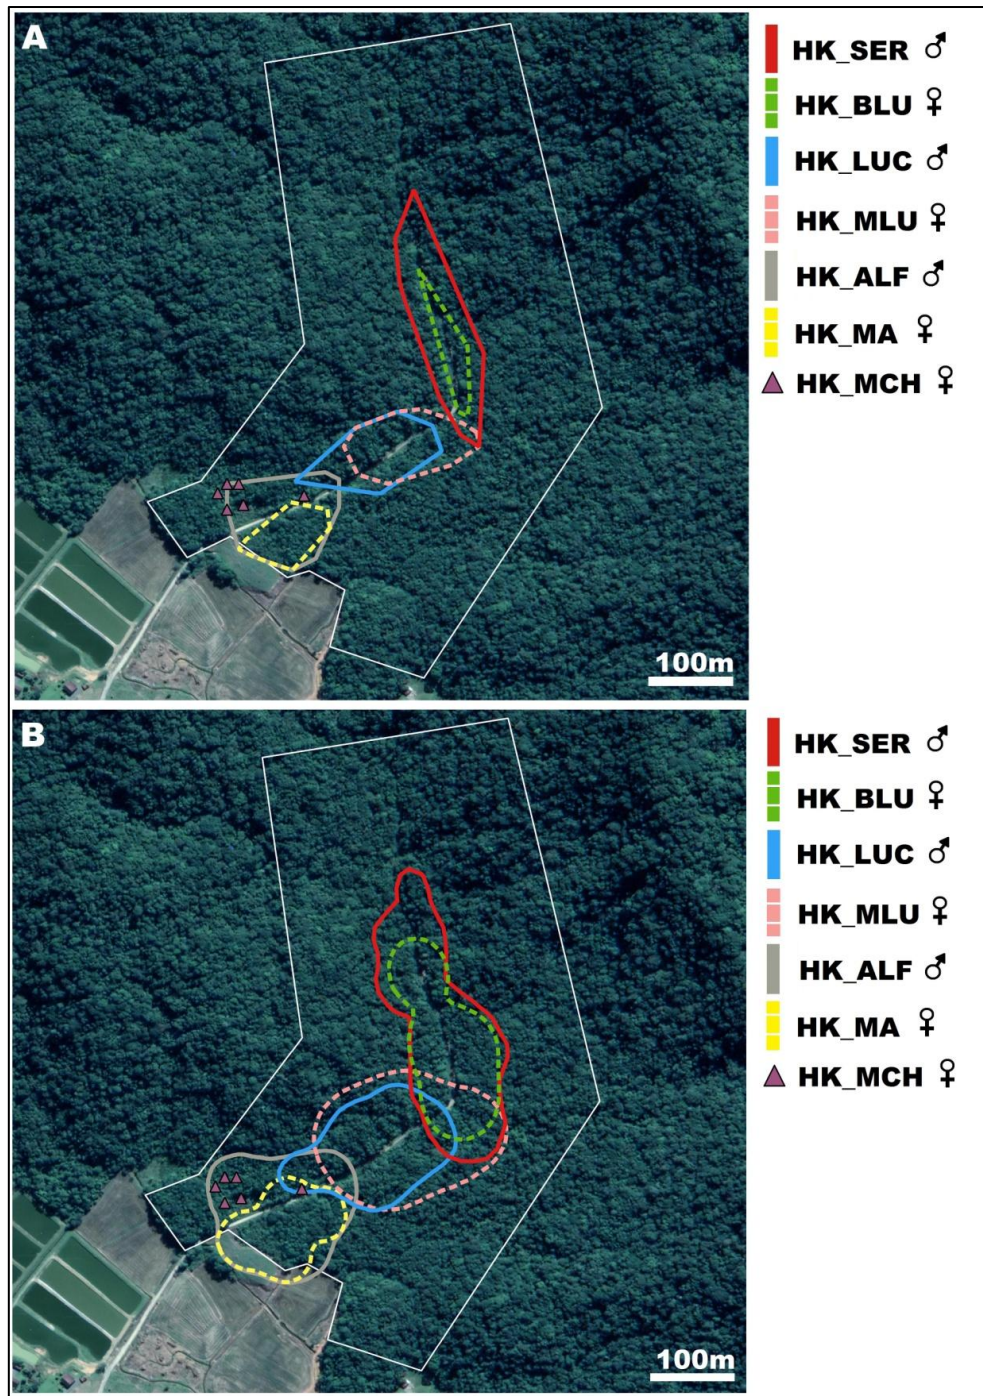 A
HK_SER ♂
HK_BLU ♀
HK_LUC ♂
HK_MLU ♀
HK_ALF ♂
HK_MA ♀
HK_MCH ♀
100m
B
HK_SER ♂
HK_BLU ♀
HK_LUC ♂
HK_MLU ♀
HK_ALF ♂
HK_MA ♀
HK_MCH ♀
100m